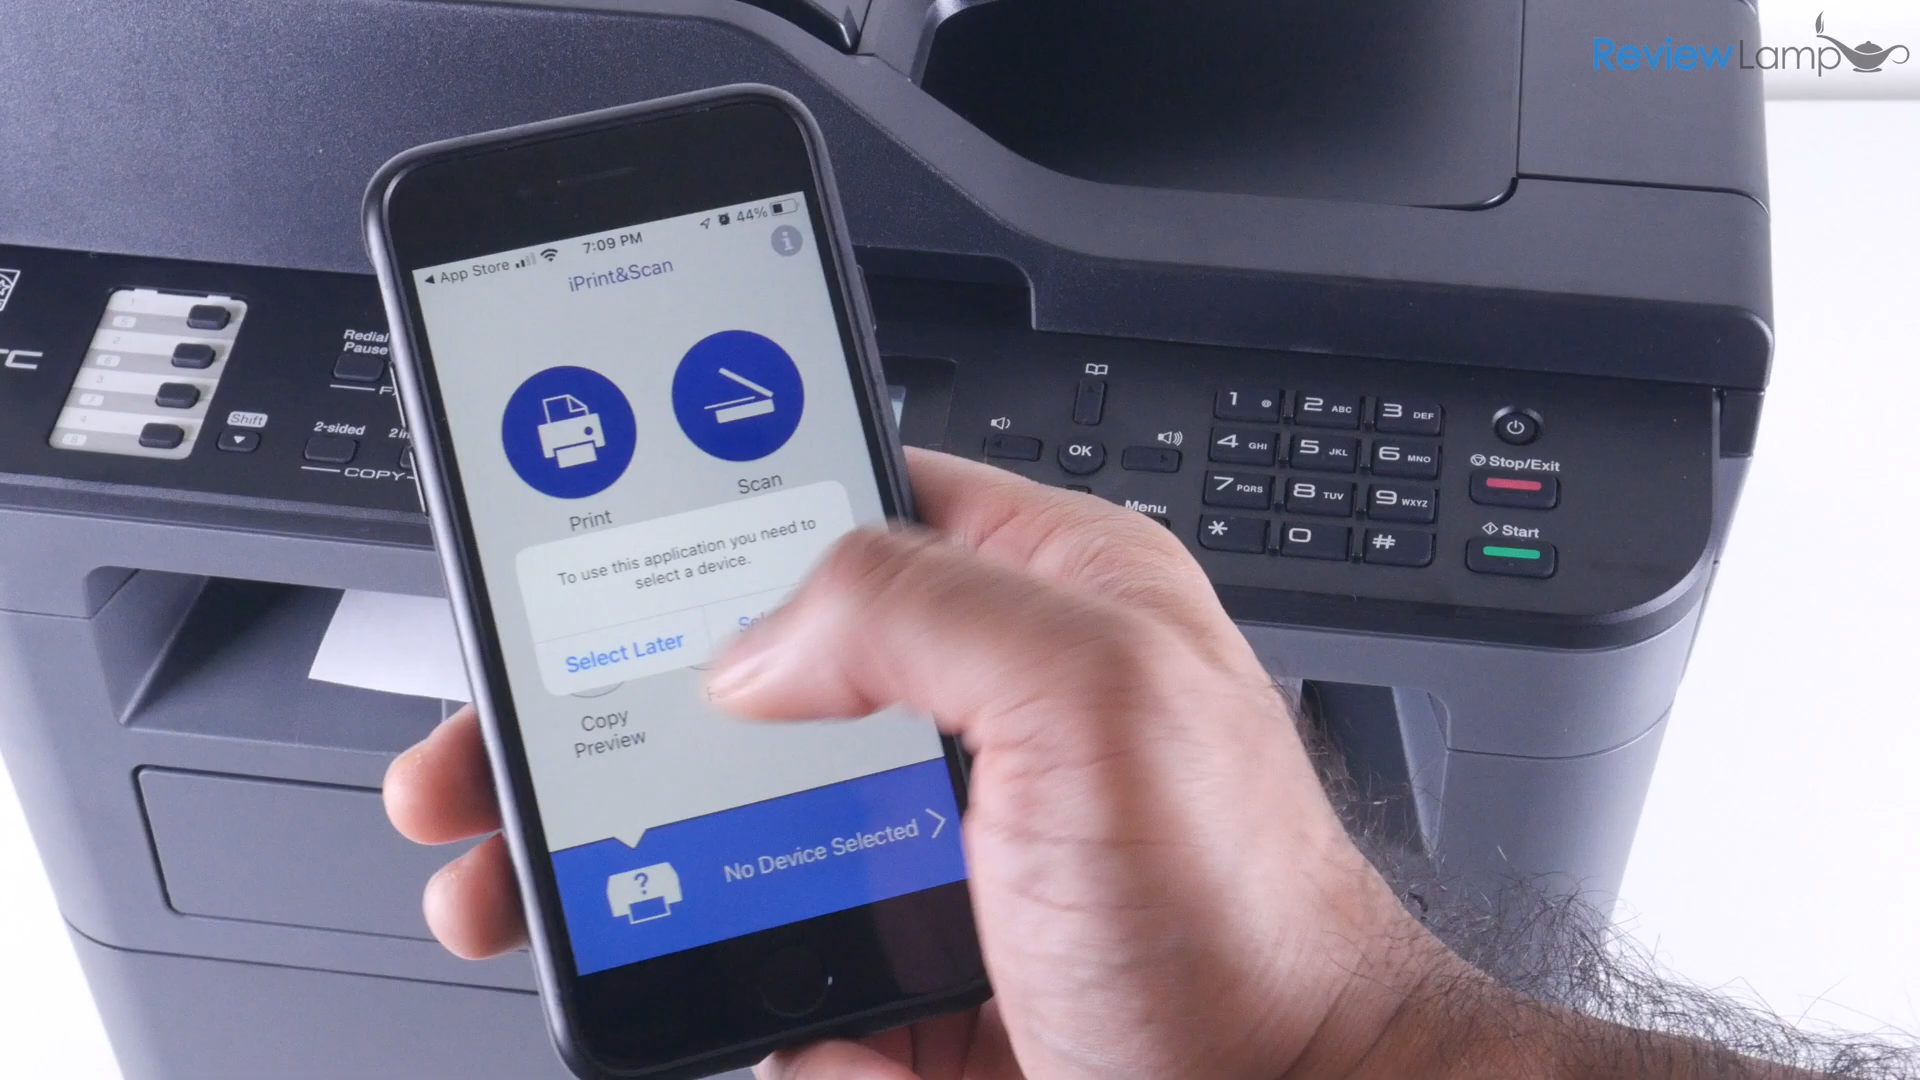 ReviewLamp
App Store
7:09 PM
44%
iPrint&Scan
Print
Scan
To use this application you need to
select a device.
Select Later
Copy
Preview
No Device Selected
?
Redial
Pause
Shift
2-sided
COPY
OK
Menu
1 @
2 ABC
3 DEF
4 GHI
5 JKL
6 MNO
7 PQRS
8 TUV
9 WXYZ
*
0
#
Stop/Exit
Start